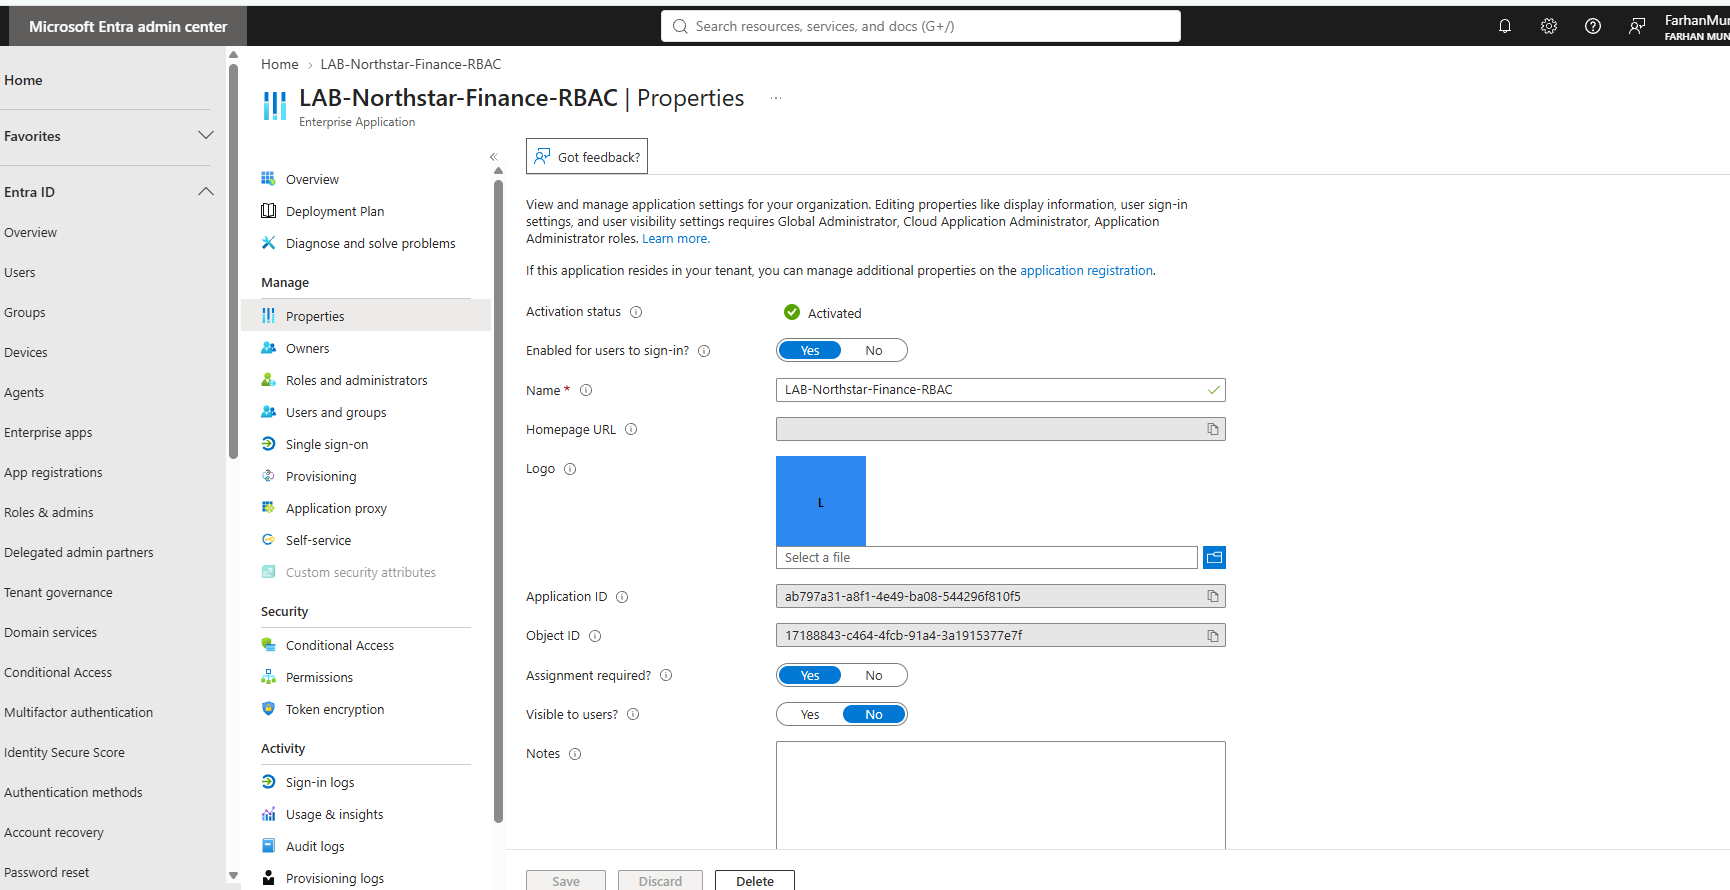 Microsoft Entra admin center
Search resources, services, and docs (G+/)
FarhanMun
FARHAN MUN
Home
Favorites
Entra ID
Overview
Users
Groups
Devices
Agents
Enterprise apps
App registrations
Roles & admins
Delegated admin partners
Tenant governance
Domain services
Conditional Access
Multifactor authentication
Identity Secure Score
Authentication methods
Account recovery
Password reset
Home > LAB-Northstar-Finance-RBAC
LAB-Northstar-Finance-RBAC | Properties ...
Enterprise Application
Overview
Deployment Plan
Diagnose and solve problems
Manage
Properties
Owners
Roles and administrators
Users and groups
Single sign-on
Provisioning
Application proxy
Self-service
Custom security attributes
Security
Conditional Access
Permissions
Token encryption
Activity
Sign-in logs
Usage & insights
Audit logs
Provisioning logs
Got feedback?
View and manage application settings for your organization. Editing properties like display information, user sign-in
settings, and user visibility settings requires Global Administrator, Cloud Application Administrator, Application
Administrator roles. Learn more.
If this application resides in your tenant, you can manage additional properties on the application registration.
Activation status Activated
Enabled for users to sign-in? Yes No
Name * LAB-Northstar-Finance-RBAC
Homepage URL
Logo
L
Select a file
Application ID ab797a31-a8f1-4e49-ba08-544296f810f5
Object ID 17188843-c464-4fcb-91a4-3a1915377e7f
Assignment required? Yes No
Visible to users? Yes No
Notes
Save Discard Delete